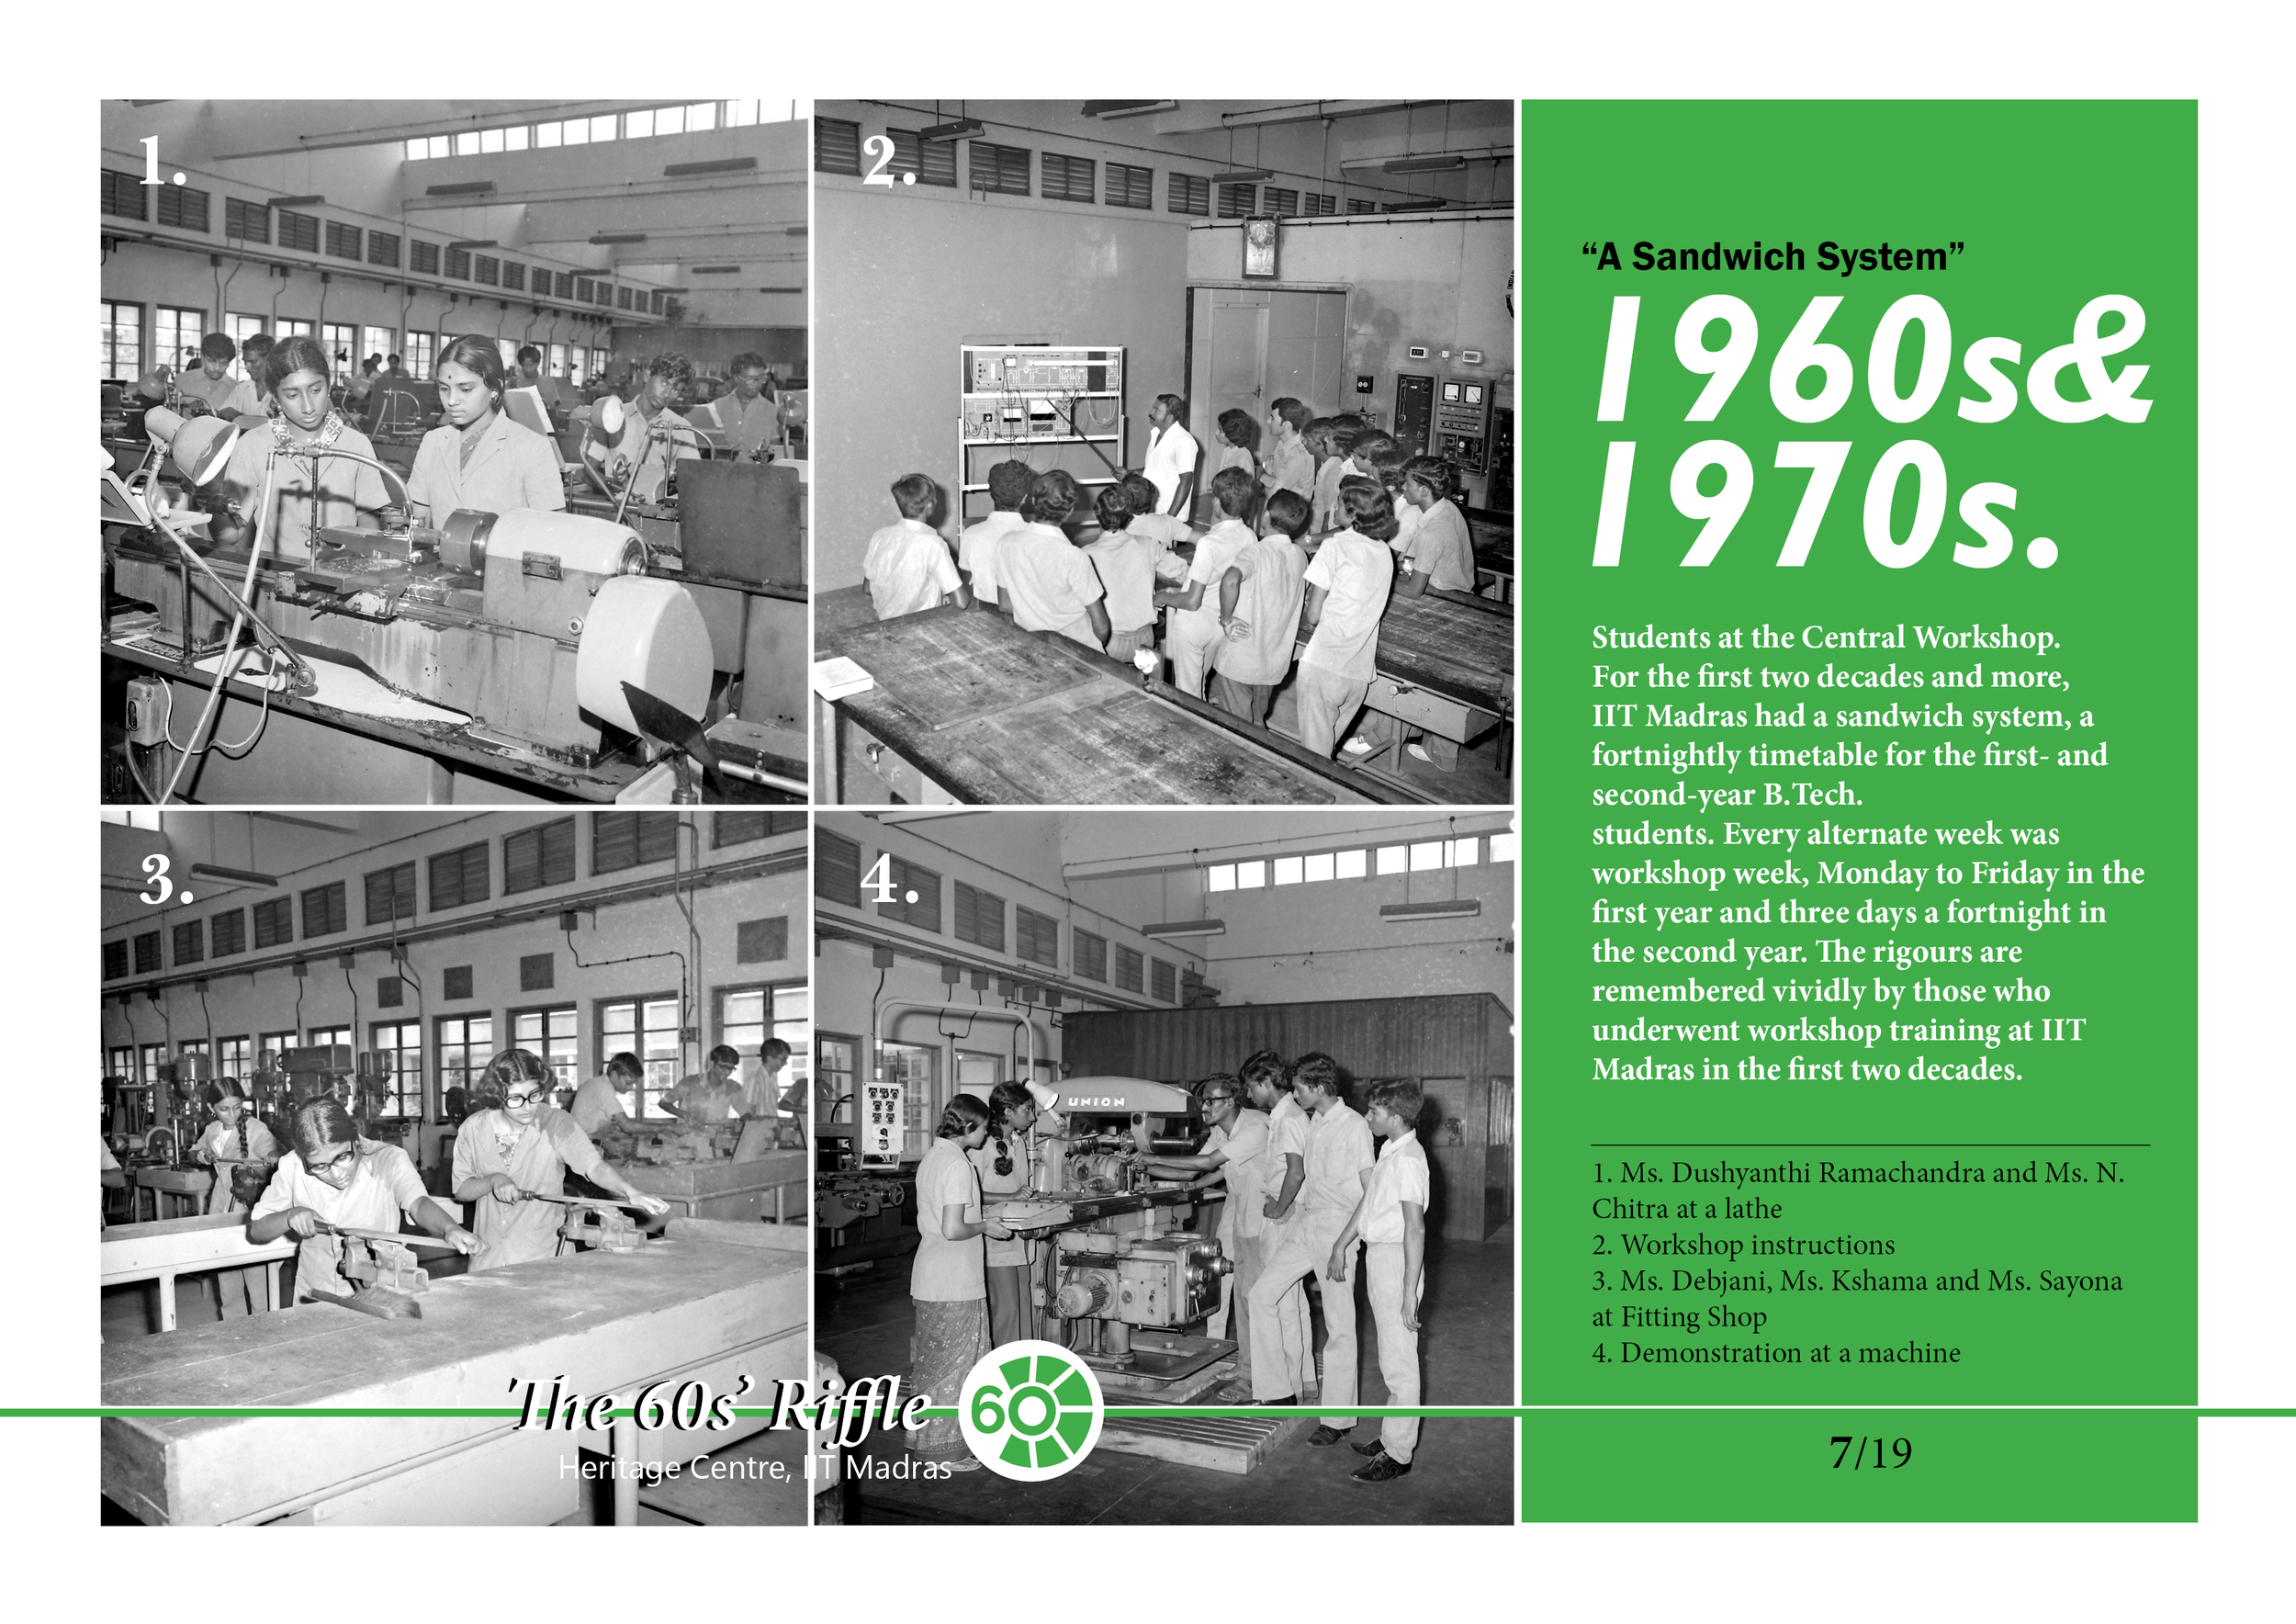 1.
2.
3.
4.
“A Sandwich System”
1960s&
1970s.
Students at the Central Workshop.
For the first two decades and more,
IIT Madras had a sandwich system, a
fortnightly timetable for the first- and
second-year B.Tech.
students. Every alternate week was
workshop week, Monday to Friday in the
first year and three days a fortnight in
the second year. The rigours are
remembered vividly by those who
underwent workshop training at IIT
Madras in the first two decades.
1. Ms. Dushyanthi Ramachandra and Ms. N.
Chitra at a lathe
2. Workshop instructions
3. Ms. Debjani, Ms. Kshama and Ms. Sayona
at Fitting Shop
4. Demonstration at a machine
UNION
The 60s’ Riffle
60
Heritage Centre, IIT Madras
7/19